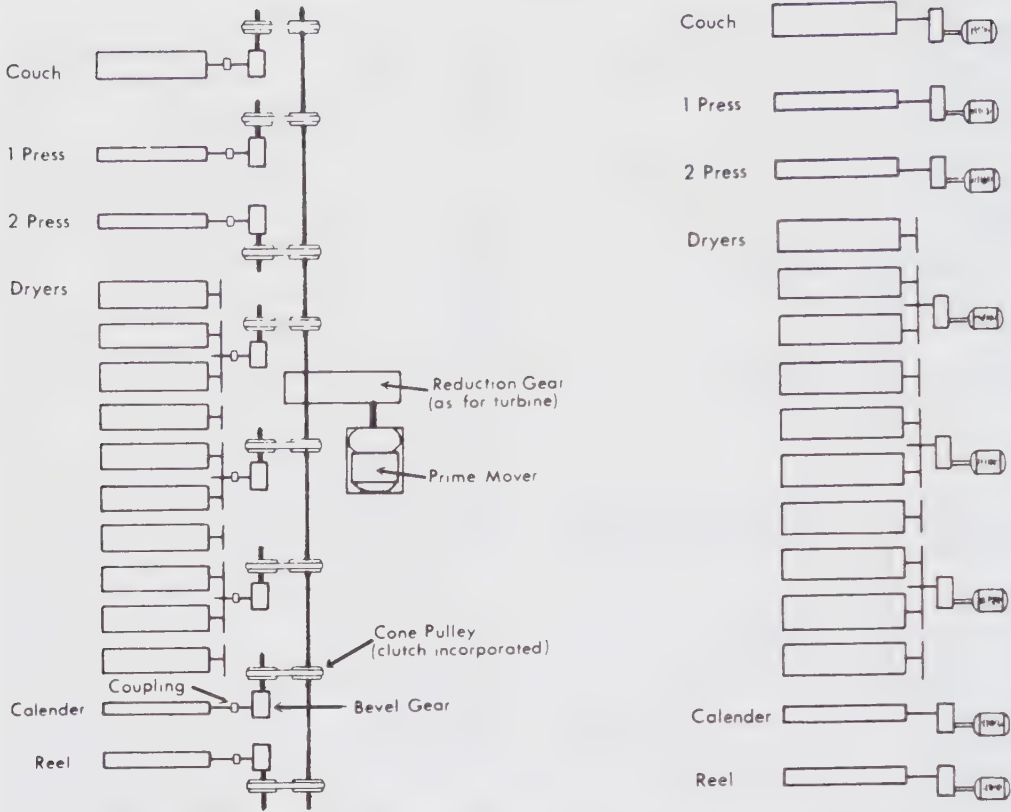 Couch
1 Press
2 Press
Dryers
Reduction Gear
(as for turbine)
Prime Mover
Cone Pulley
(clutch incorporated)
Coupling
Calender
Bevel Gear
Reel
Couch
1 Press
2 Press
Dryers
Calender
Reel